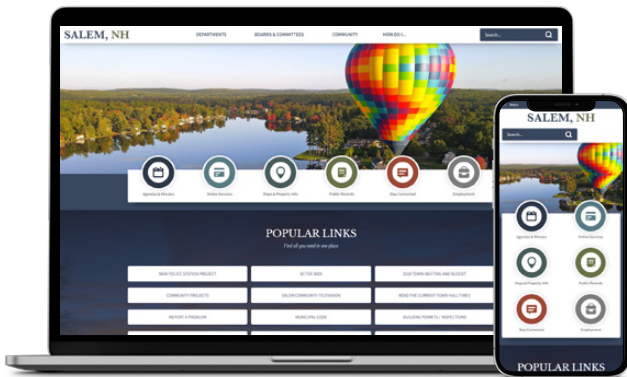 SALEM, NH
DEPARTMENTS BOARDS & COMMITTEES COMMUNITY HOW DO I... Search...
Agendas & Minutes Online Services Maps & Property Info Public Records Stay Connected Employment
POPULAR LINKS
Find all you need in one place
NEW POLICE STATION PROJECT ACTIVE BIDS 2024 TOWN MEETING AND BUDGET
COMMUNITY PROJECTS SALEM COMMUNITY TELEVISION READ THE CURRENT TOWN HALL TIMES
REPORT A PROBLEM MUNICIPAL CODE BUILDING PERMITS / INSPECTIONS
Menu
SALEM, NH
Search...
Agendas & Minutes Online Services
Maps & Property Info Public Records
Stay Connected Employment
POPULAR LINKS